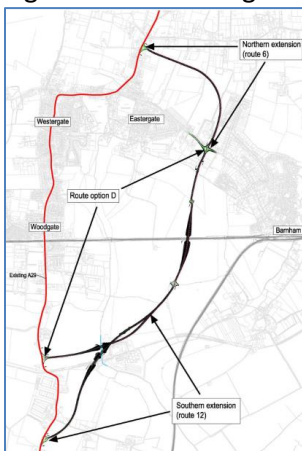 Northern extension
(route 6)
Westergate
Eastergate
Route option D
Woodgate
Barnham
Existing A29
Southern extension
(route 12)